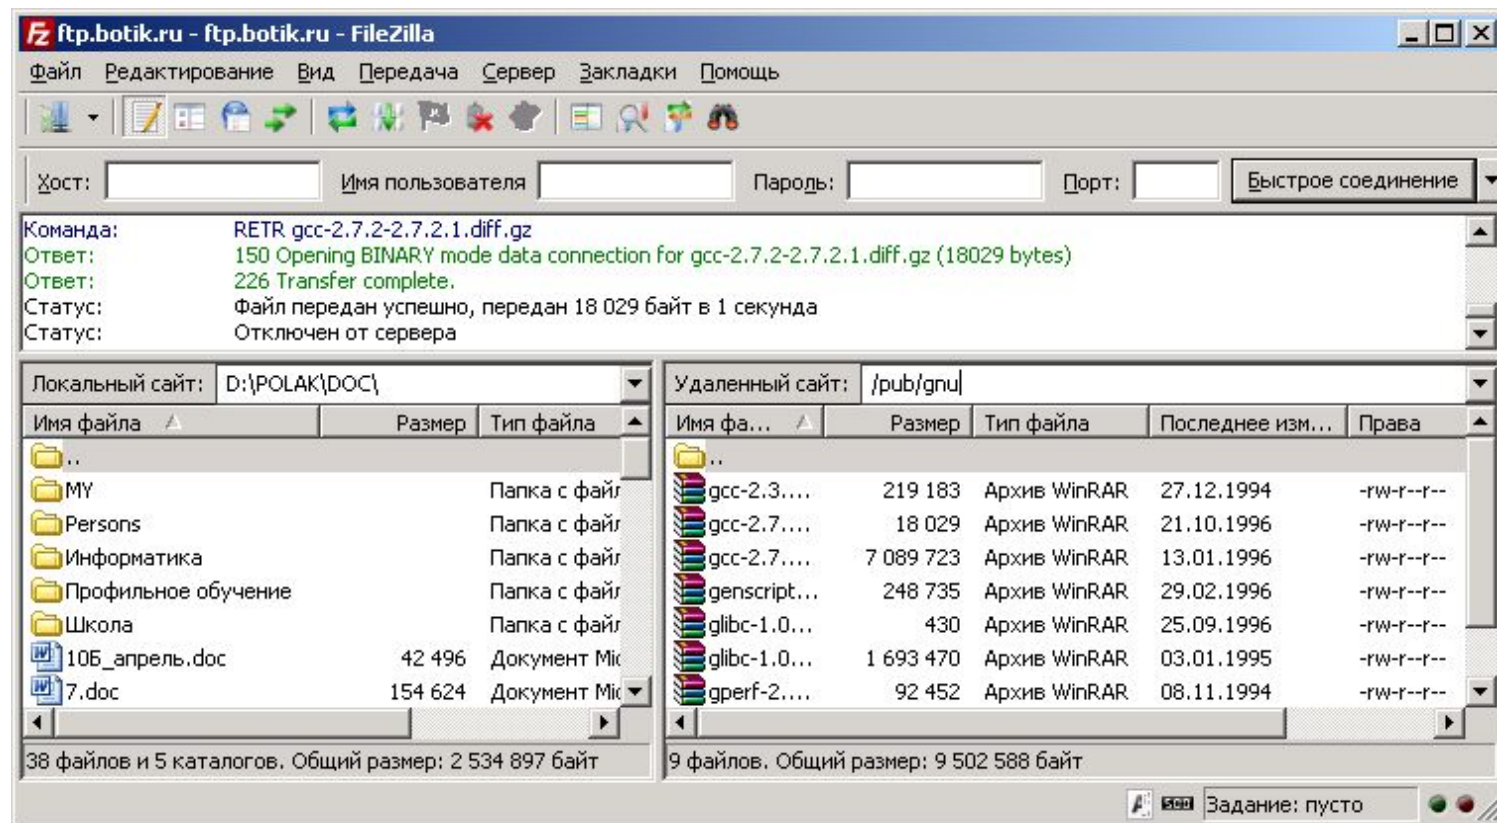 ftp.botik.ru - ftp.botik.ru - FileZilla
Файл Редактирование Вид Передача Сервер Закладки Помощь
Хост: Имя пользователя Пароль: Порт: Быстрое соединение
Команда: RETR gcc-2.7.2-2.7.2.1.diff.gz
Ответ: 150 Opening BINARY mode data connection for gcc-2.7.2-2.7.2.1.diff.gz (18029 bytes)
Ответ: 226 Transfer complete.
Статус: Файл передан успешно, передан 18 029 байт в 1 секунда
Статус: Отключен от сервера
Локальный сайт: D:\POLAK\DOC\
Имя файла Размер Тип файла
..
MY Папка с файл
Persons Папка с файл
Информатика Папка с файл
Профильное обучение Папка с файл
Школа Папка с файл
10Б_апрель.doc 42 496 Документ Mic
7.doc 154 624 Документ Mic
38 файлов и 5 каталогов. Общий размер: 2 534 897 байт
Удаленный сайт: /pub/gnu
Имя фа... Размер Тип файла Последнее изм... Права
..
gcc-2.3.... 219 183 Архив WinRAR 27.12.1994 -rw-r--r--
gcc-2.7.... 18 029 Архив WinRAR 21.10.1996 -rw-r--r--
gcc-2.7.... 7 089 723 Архив WinRAR 13.01.1996 -rw-r--r--
genscript... 248 735 Архив WinRAR 29.02.1996 -rw-r--r--
glibc-1.0... 430 Архив WinRAR 25.09.1996 -rw-r--r--
glibc-1.0... 1 693 470 Архив WinRAR 03.01.1995 -rw-r--r--
gperf-2.... 92 452 Архив WinRAR 08.11.1994 -rw-r--r--
9 файлов. Общий размер: 9 502 588 байт
Задание: пусто